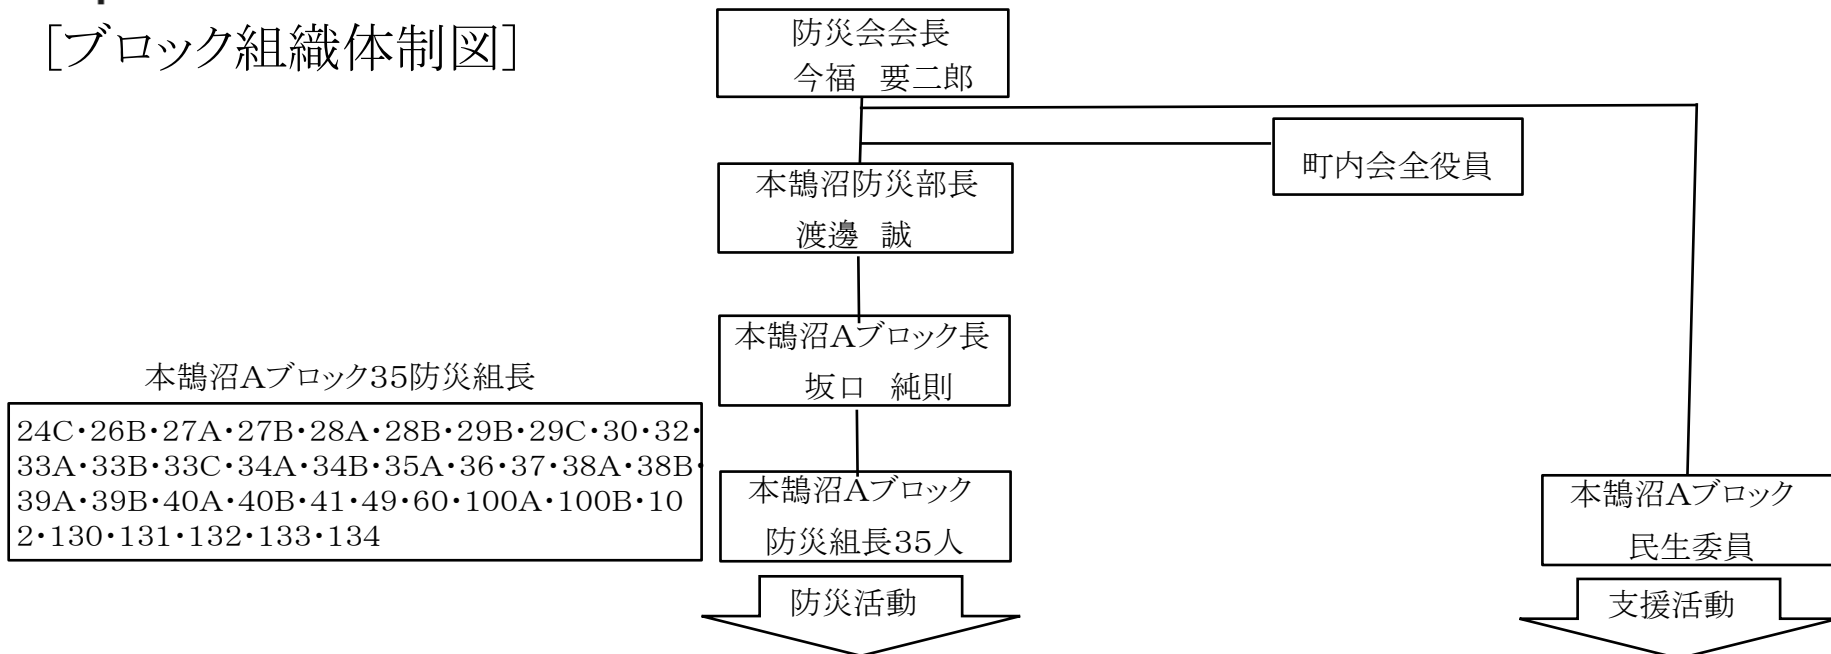 [ブロック組織体制図]
防災会会長
今福　要二郎
町内会全役員
本鵠沼防災部長
渡邊　誠
本鵠沼Aブロック長
坂口　純則
本鵠沼Aブロック35防災組長
24C・26B・27A・27B・28A・28B・29B・29C・30・32・
33A・33B・33C・34A・34B・35A・36・37・38A・38B・
39A・39B・40A・40B・41・49・60・100A・100B・10
2・130・131・132・133・134
本鵠沼Aブロック
防災組長35人
本鵠沼Aブロック
民生委員
防災活動
支援活動